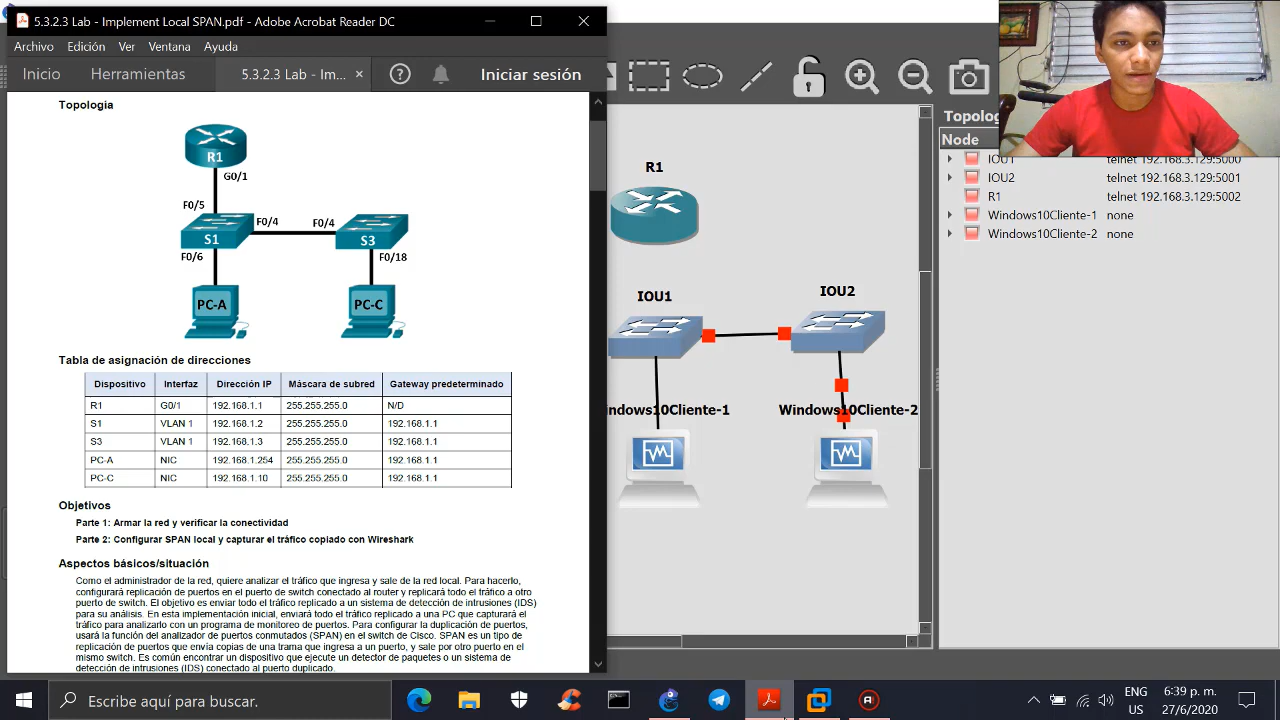 5.3.2.3 Lab - Implement Local SPAN.pdf - Adobe Acrobat Reader DC
Archivo Edición Ver Ventana Ayuda
Inicio Herramientas 5.3.2.3 Lab - Im... × ? Iniciar sesión
Topología
R1
G0/1
F0/5
F0/4 F0/4
S1 S3
F0/6 F0/18
PC-A PC-C
Tabla de asignación de direcciones
Dispositivo Interfaz Dirección IP Máscara de subred Gateway predeterminado
R1 G0/1 192.168.1.1 255.255.255.0 N/D
S1 VLAN 1 192.168.1.2 255.255.255.0 192.168.1.1
S3 VLAN 1 192.168.1.3 255.255.255.0 192.168.1.1
PC-A NIC 192.168.1.254 255.255.255.0 192.168.1.1
PC-C NIC 192.168.1.10 255.255.255.0 192.168.1.1
Objetivos
Parte 1: Armar la red y verificar la conectividad
Parte 2: Configurar SPAN local y capturar el tráfico copiado con Wireshark
Aspectos básicos/situación
Como el administrador de la red, quiere analizar el tráfico que ingresa y sale de la red local. Para hacerlo,
configurará replicación de puertos en el puerto de switch conectado al router y replicará todo el tráfico a otro
puerto de switch. El objetivo es enviar todo el tráfico replicado a un sistema de detección de intrusiones (IDS)
para su análisis. En esta implementación inicial, enviará todo el tráfico replicado a una PC que capturará el
tráfico para analizarlo con un programa de monitoreo de puertos. Para configurar la duplicación de puertos,
usará la función del analizador de puertos conmutados (SPAN) en el switch de Cisco. SPAN es un tipo de
replicación de puertos que envía copias de una trama que ingresa a un puerto, y sale por otro puerto en el
mismo switch. Es común encontrar un dispositivo que ejecute un detector de paquetes o un sistema de
detección de intrusiones (IDS) conectado al puerto duplicado.
R1
IOU1
IOU2
indows10Cliente-1
Windows10Cliente-2
Topolo
Node
IOU1 telnet 192.168.3.129:5000
IOU2 telnet 192.168.3.129:5001
R1 telnet 192.168.3.129:5002
Windows10Cliente-1 none
Windows10Cliente-2 none
Escribe aquí para buscar.
ENG
US
6:39 p. m.
27/6/2020